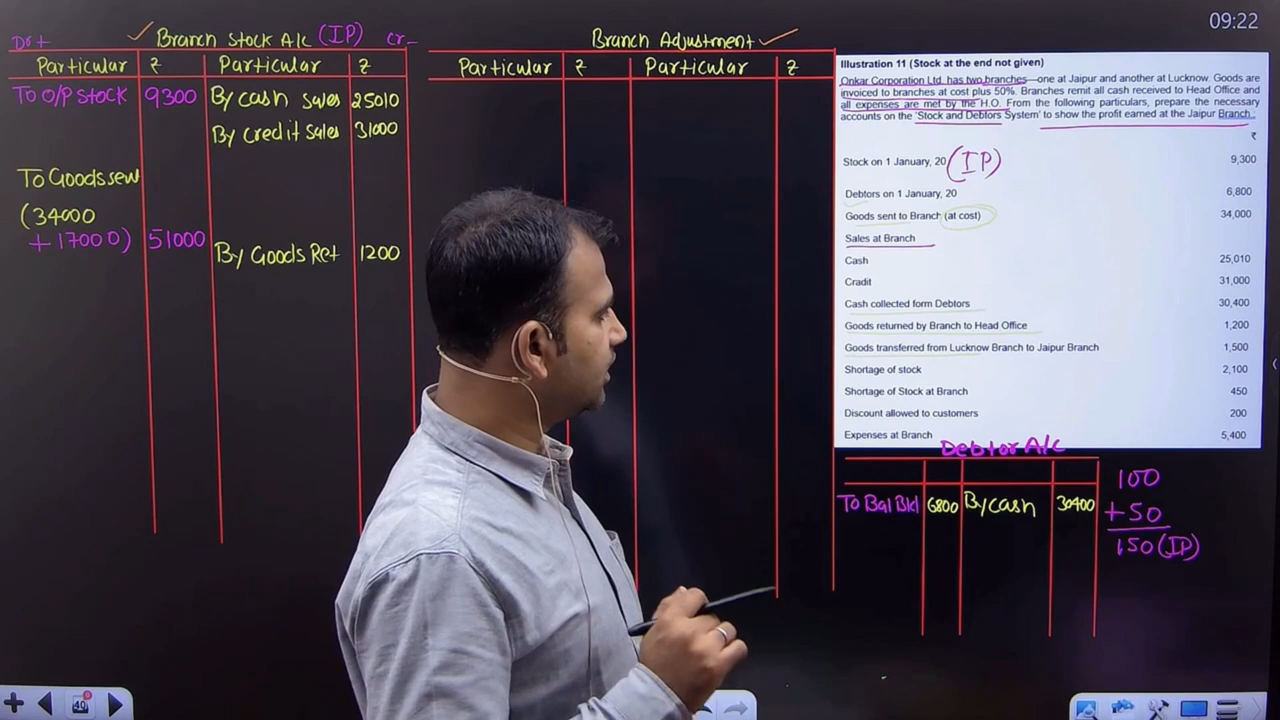 09:22
Dr+ Branch Stock A/c (IP) Cr-
Particular ₹ Particular ₹
To O/P Stock 9300 By cash sales 25010
By credit sales 31000
To Goods sent
(34000
+17000) 51000
By Goods Ret 1200
Branch Adjustment
Particular ₹ Particular ₹
Illustration 11 (Stock at the end not given)
Onkar Corporation Ltd. has two branches—one at Jaipur and another at Lucknow. Goods are
invoiced to branches at cost plus 50%. Branches remit all cash received to Head Office and
all expenses are met by the H.O. From the following particulars, prepare the necessary
accounts on the 'Stock and Debtors System' to show the profit earned at the Jaipur Branch.
₹
Stock on 1 January, 20 (IP) 9,300
Debtors on 1 January, 20 6,800
Goods sent to Branch (at cost) 34,000
Sales at Branch
Cash 25,010
Cradit 31,000
Cash collected form Debtors 30,400
Goods returned by Branch to Head Office 1,200
Goods transferred from Lucknow Branch to Jaipur Branch 1,500
Shortage of stock 2,100
Shortage of Stock at Branch 450
Discount allowed to customers 200
Expenses at Branch 5,400
Debtor A/c
To Bal Bld 6800 By cash 30400
100
+50
150 (IP)
40